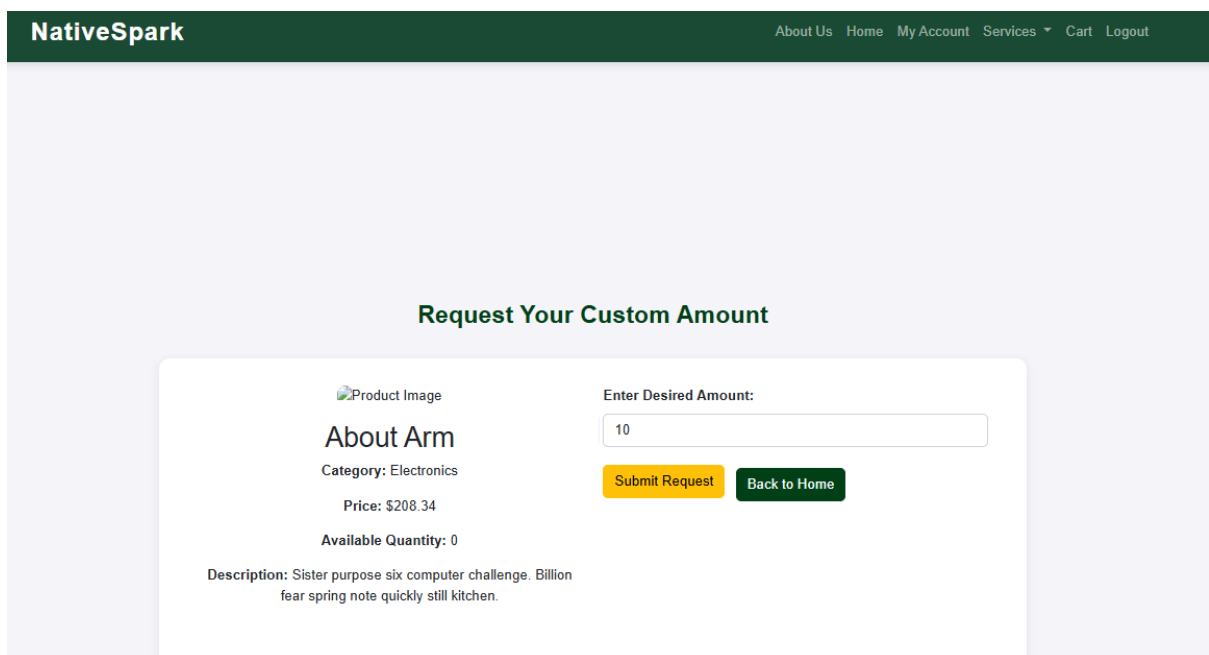 NativeSpark
About Us Home My Account Services Cart Logout
Request Your Custom Amount
Product Image
About Arm
Category: Electronics
Price: $208.34
Available Quantity: 0
Description: Sister purpose six computer challenge. Billion
fear spring note quickly still kitchen.
Enter Desired Amount:
10
Submit Request
Back to Home